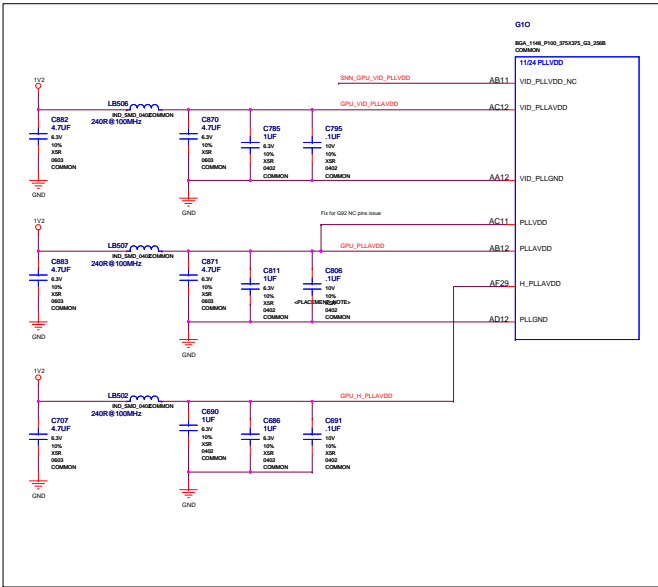 G1O
BGA_1148_P100_375X375_G3_256B
COMMON
11/24 PLLVDD
SNN_GPU_VID_PLLVDD
AB11 VID_PLLVDD_NC
1V2
LB506
IND_SMD_0402 COMMON
240R@100MHz
GPU_VID_PLLAVDD
AC12 VID_PLLAVDD
C882
4.7UF
6.3V
10%
X5R
0603
COMMON
C870
4.7UF
6.3V
10%
X5R
0603
COMMON
C785
1UF
6.3V
10%
X5R
0402
COMMON
C795
.1UF
10V
10%
X5R
0402
COMMON
AA12 VID_PLLGND
GND
GND
Fix for G92 NC pins issue
AC11 PLLVDD
1V2
LB507
IND_SMD_0402 COMMON
240R@100MHz
GPU_PLLAVDD
AB12 PLLAVDD
C883
4.7UF
6.3V
10%
X5R
0603
COMMON
C871
4.7UF
6.3V
10%
X5R
0603
COMMON
C811
1UF
6.3V
10%
X5R
0402
COMMON
C806
.1UF
10V
10%
<PLACEMENT_NOTE>
X5R
0402
COMMON
AF29 H_PLLAVDD
AD12 PLLGND
GND
GND
1V2
LB502
IND_SMD_0402 COMMON
240R@100MHz
GPU_H_PLLAVDD
C707
4.7UF
6.3V
10%
X5R
0603
COMMON
C690
1UF
6.3V
10%
X5R
0402
COMMON
C686
1UF
6.3V
10%
X5R
0402
COMMON
C691
.1UF
10V
10%
X5R
0402
COMMON
GND
GND